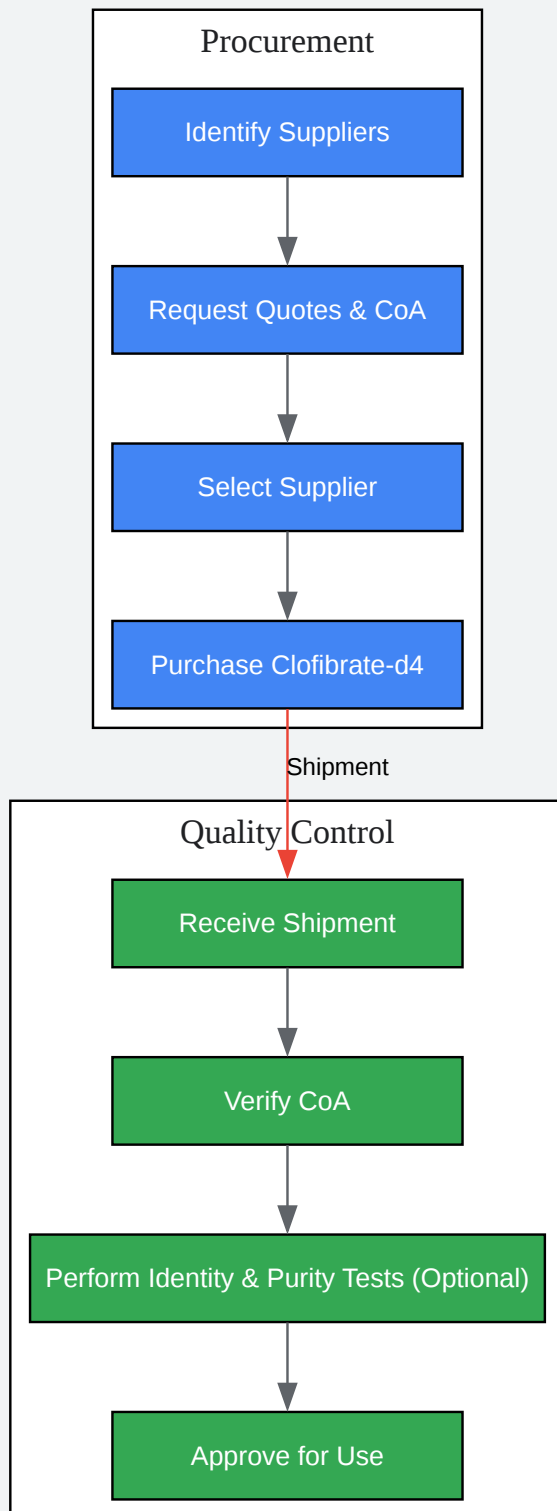 Procurement
Identify Suppliers
Request Quotes & CoA
Select Supplier
Purchase Clofibrate-d4
Shipment
Quality Control
Receive Shipment
Verify CoA
Perform Identity & Purity Tests (Optional)
Approve for Use